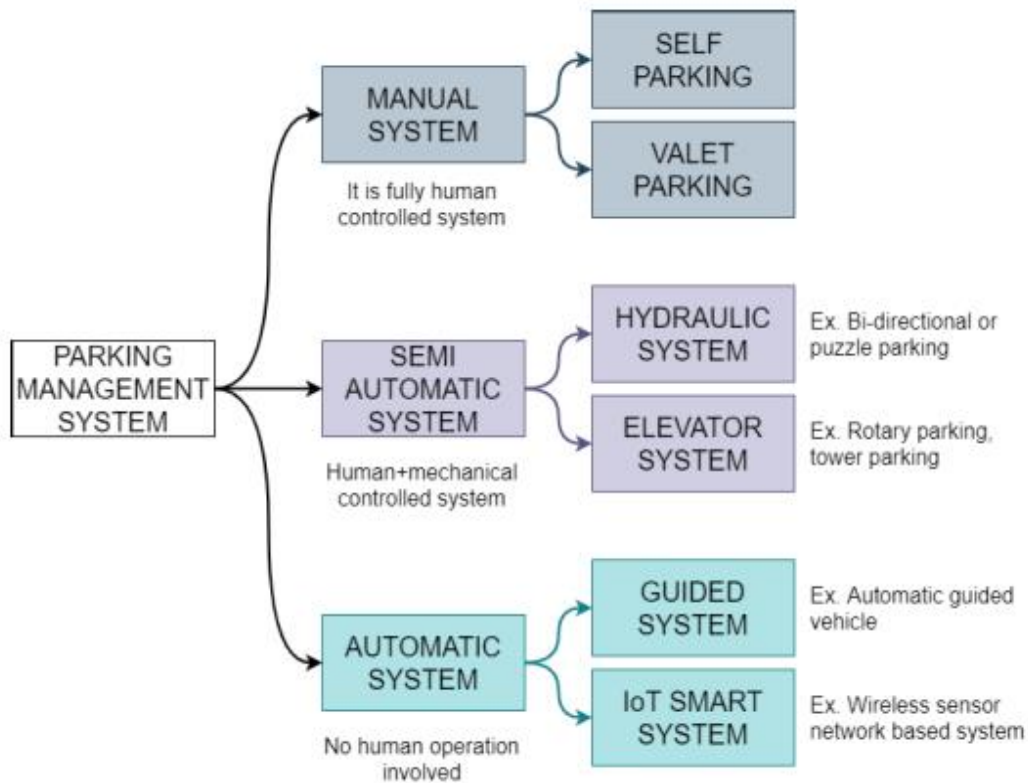 PARKING
MANAGEMENT
SYSTEM
MANUAL
SYSTEM
It is fully human
controlled system
SELF
PARKING
VALET
PARKING
SEMI
AUTOMATIC
SYSTEM
Human+mechanical
controlled system
HYDRAULIC
SYSTEM
Ex. Bi-directional or
puzzle parking
ELEVATOR
SYSTEM
Ex. Rotary parking,
tower parking
AUTOMATIC
SYSTEM
No human operation
involved
GUIDED
SYSTEM
Ex. Automatic guided
vehicle
IoT SMART
SYSTEM
Ex. Wireless sensor
network based system